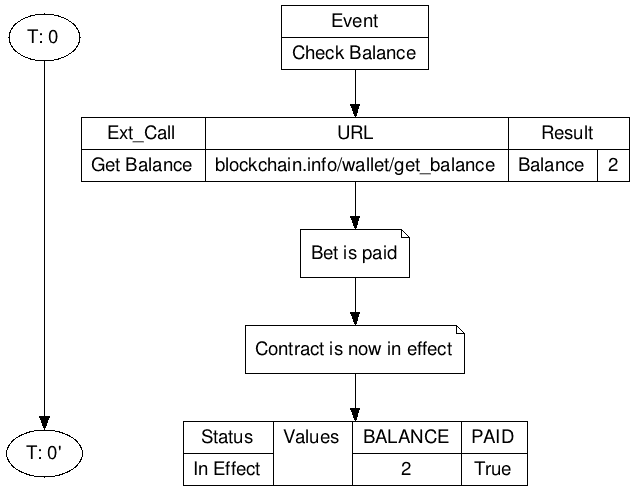 T: 0
Event
Check Balance
Ext_Call URL Result
Get Balance blockchain.info/wallet/get_balance Balance 2
Bet is paid
Contract is now in effect
T: 0'
Status Values BALANCE PAID
In Effect 2 True